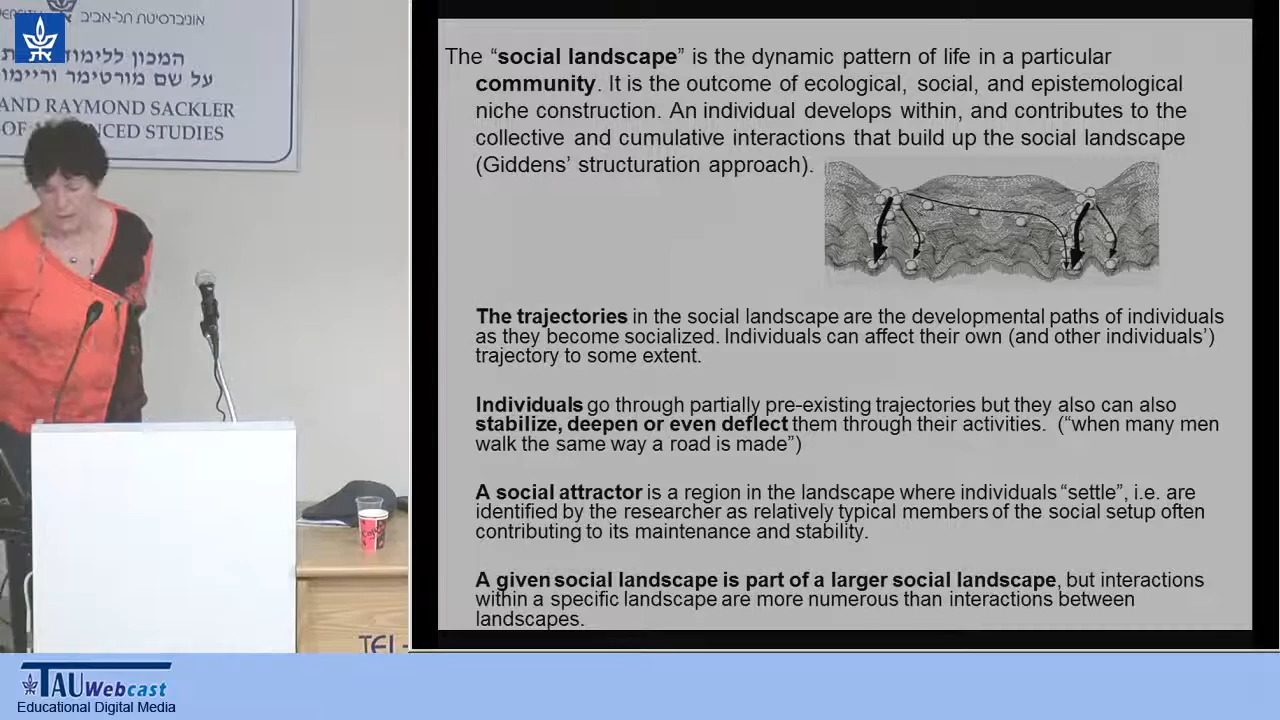 אוניברסיטת תל-אביב
המכון ללימודים
על שם מורטימר וריימו
AND RAYMOND SACKLER
OF ADVANCED STUDIES
The “social landscape” is the dynamic pattern of life in a particular
community. It is the outcome of ecological, social, and epistemological
niche construction. An individual develops within, and contributes to the
collective and cumulative interactions that build up the social landscape
(Giddens’ structuration approach).
The trajectories in the social landscape are the developmental paths of individuals
as they become socialized. Individuals can affect their own (and other individuals’)
trajectory to some extent.
Individuals go through partially pre-existing trajectories but they also can also
stabilize, deepen or even deflect them through their activities. (“when many men
walk the same way a road is made”)
A social attractor is a region in the landscape where individuals “settle”, i.e. are
identified by the researcher as relatively typical members of the social setup often
contributing to its maintenance and stability.
A given social landscape is part of a larger social landscape, but interactions
within a specific landscape are more numerous than interactions between
landscapes.
TEL-
TAU Webcast
Educational Digital Media